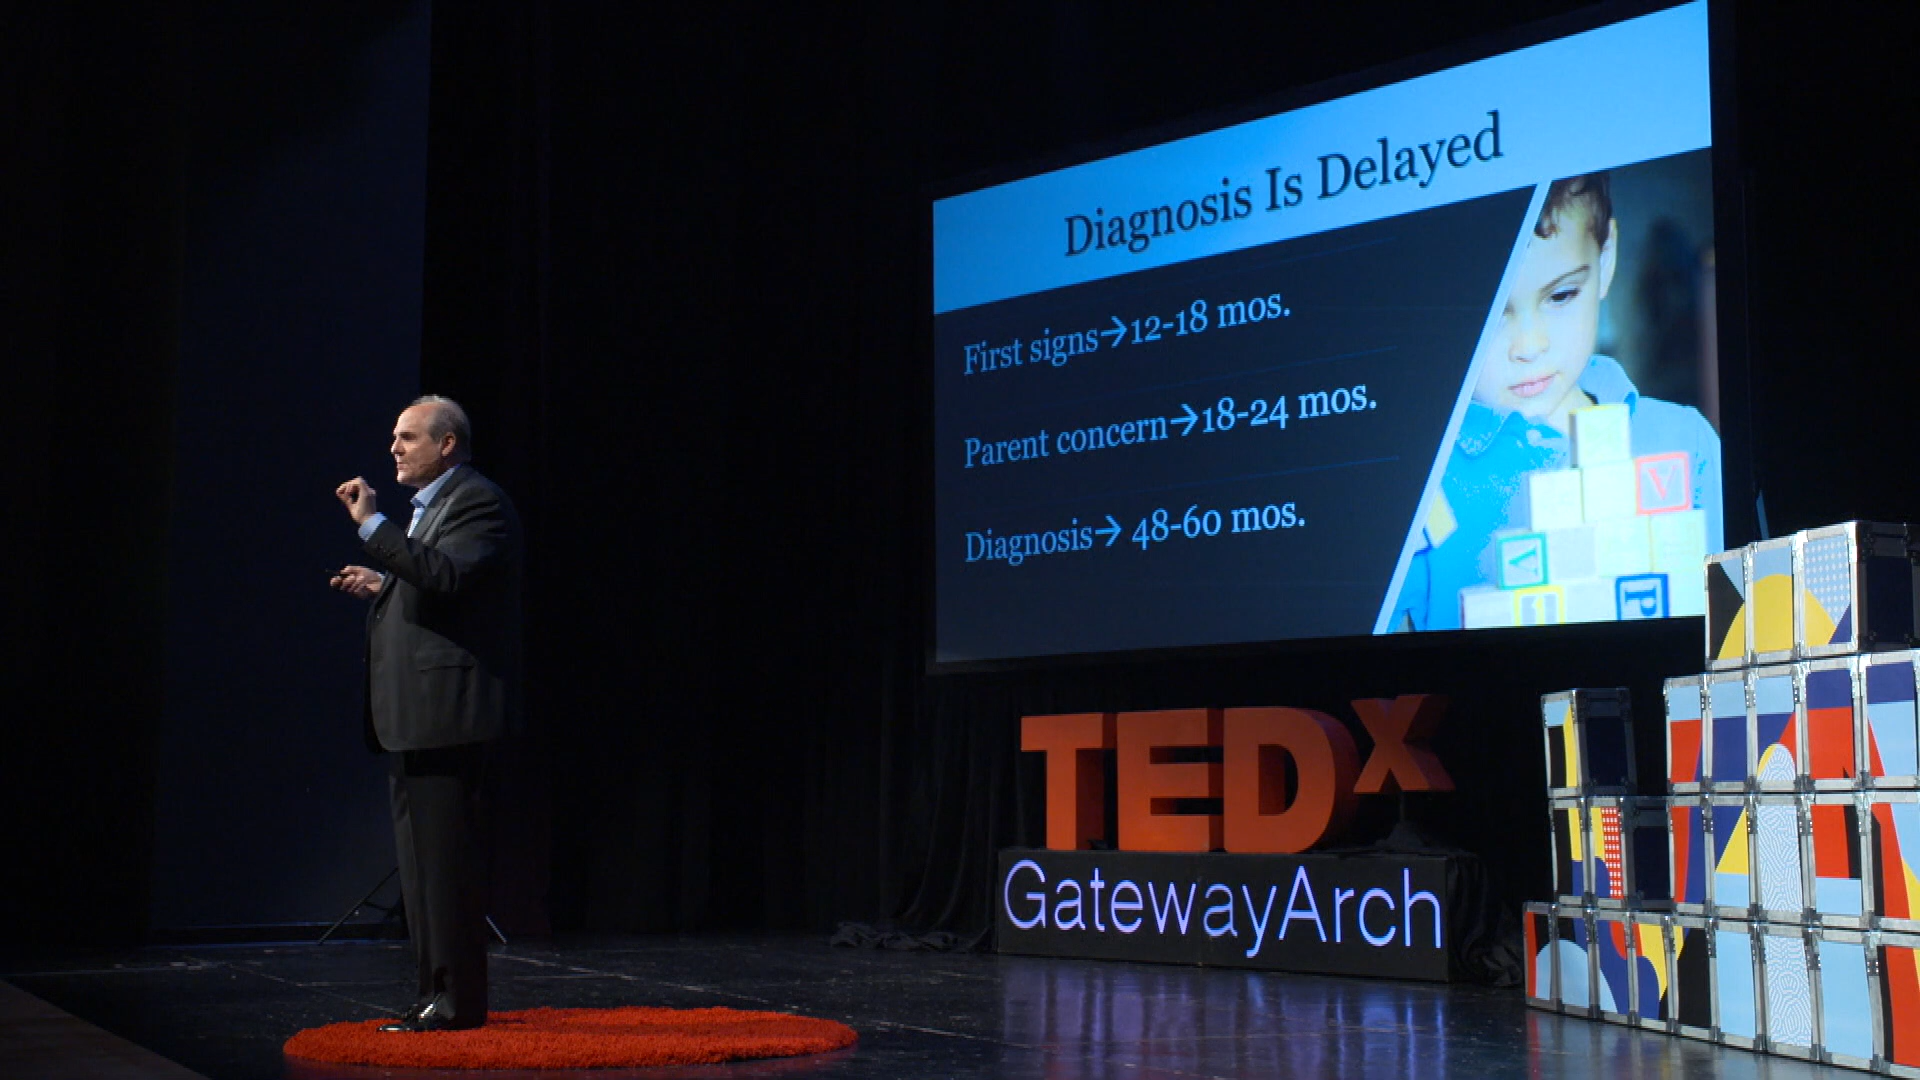 Diagnosis Is Delayed
First signs→12-18 mos.
Parent concern→18-24 mos.
Diagnosis→ 48-60 mos.
V
A
P
TEDx
GatewayArch